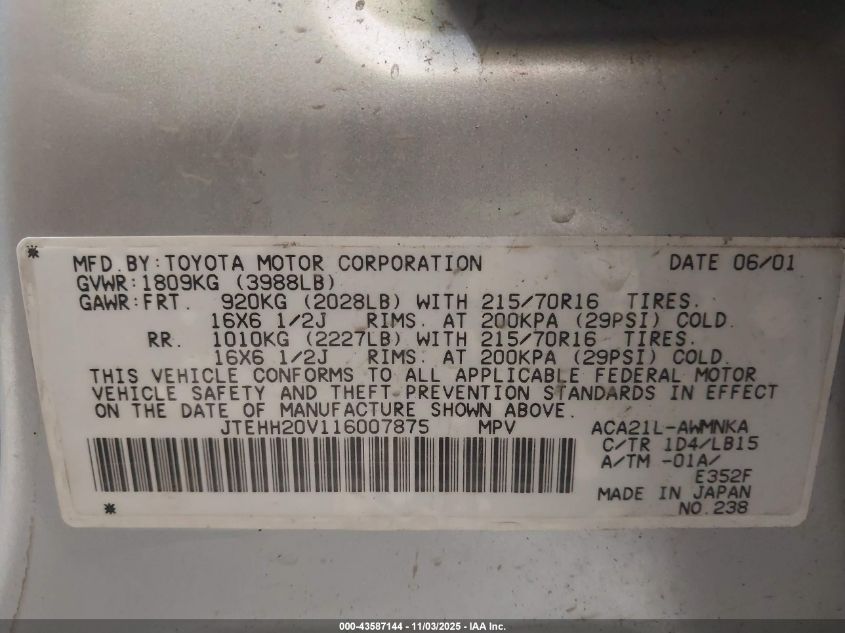 MFD. BY: TOYOTA MOTOR CORPORATION DATE 06/01
GVWR: 1809KG (3988LB)
GAWR: FRT. 920KG (2028LB) WITH 215/70R16 TIRES.
16X6 1/2J RIMS. AT 200KPA (29PSI) COLD.
RR. 1010KG (2227LB) WITH 215/70R16 TIRES.
16X6 1/2J RIMS. AT 200KPA (29PSI) COLD.
THIS VEHICLE CONFORMS TO ALL APPLICABLE FEDERAL MOTOR
VEHICLE SAFETY AND THEFT PREVENTION STANDARDS IN EFFECT
ON THE DATE OF MANUFACTURE SHOWN ABOVE.
JTEHH20V116007875 MPV ACA21L-AWMNKA
C/TR 1D4/LB15
A/TM -01A/
E352F
MADE IN JAPAN
NO.238
000-43587144 - 11/03/2025 - IAA Inc.